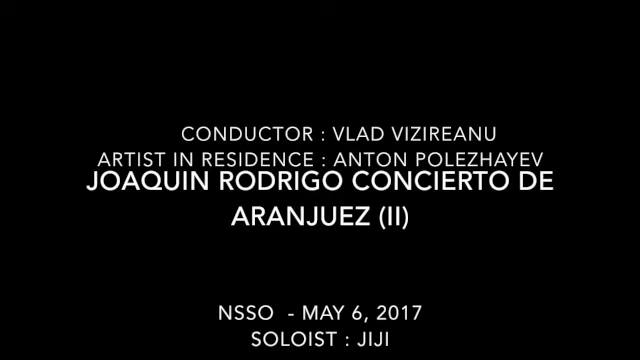 CONDUCTOR : VLAD VIZIREANU
ARTIST IN RESIDENCE : ANTON POLEZHAYEV
JOAQUIN RODRIGO CONCIERTO DE
ARANJUEZ (II)
NSSO - MAY 6, 2017
SOLOIST : JIJI